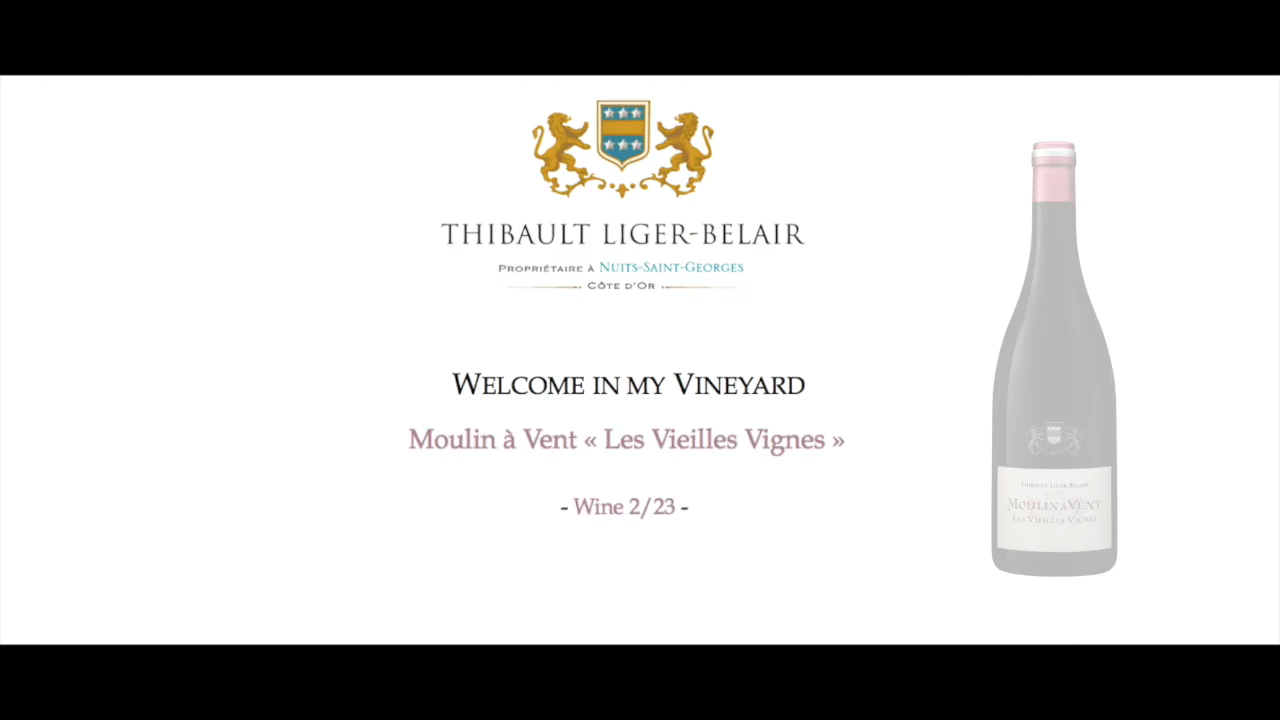 THIBAULT LIGER-BELAIR
PROPRIÉTAIRE À NUITS-SAINT-GEORGES
CÔTE D'OR
WELCOME IN MY VINEYARD
Moulin à Vent « Les Vieilles Vignes »
- Wine 2/23 -
THIBAULT LIGER-BELAIR
MOULIN À VENT
LES VIEILLES VIGNES